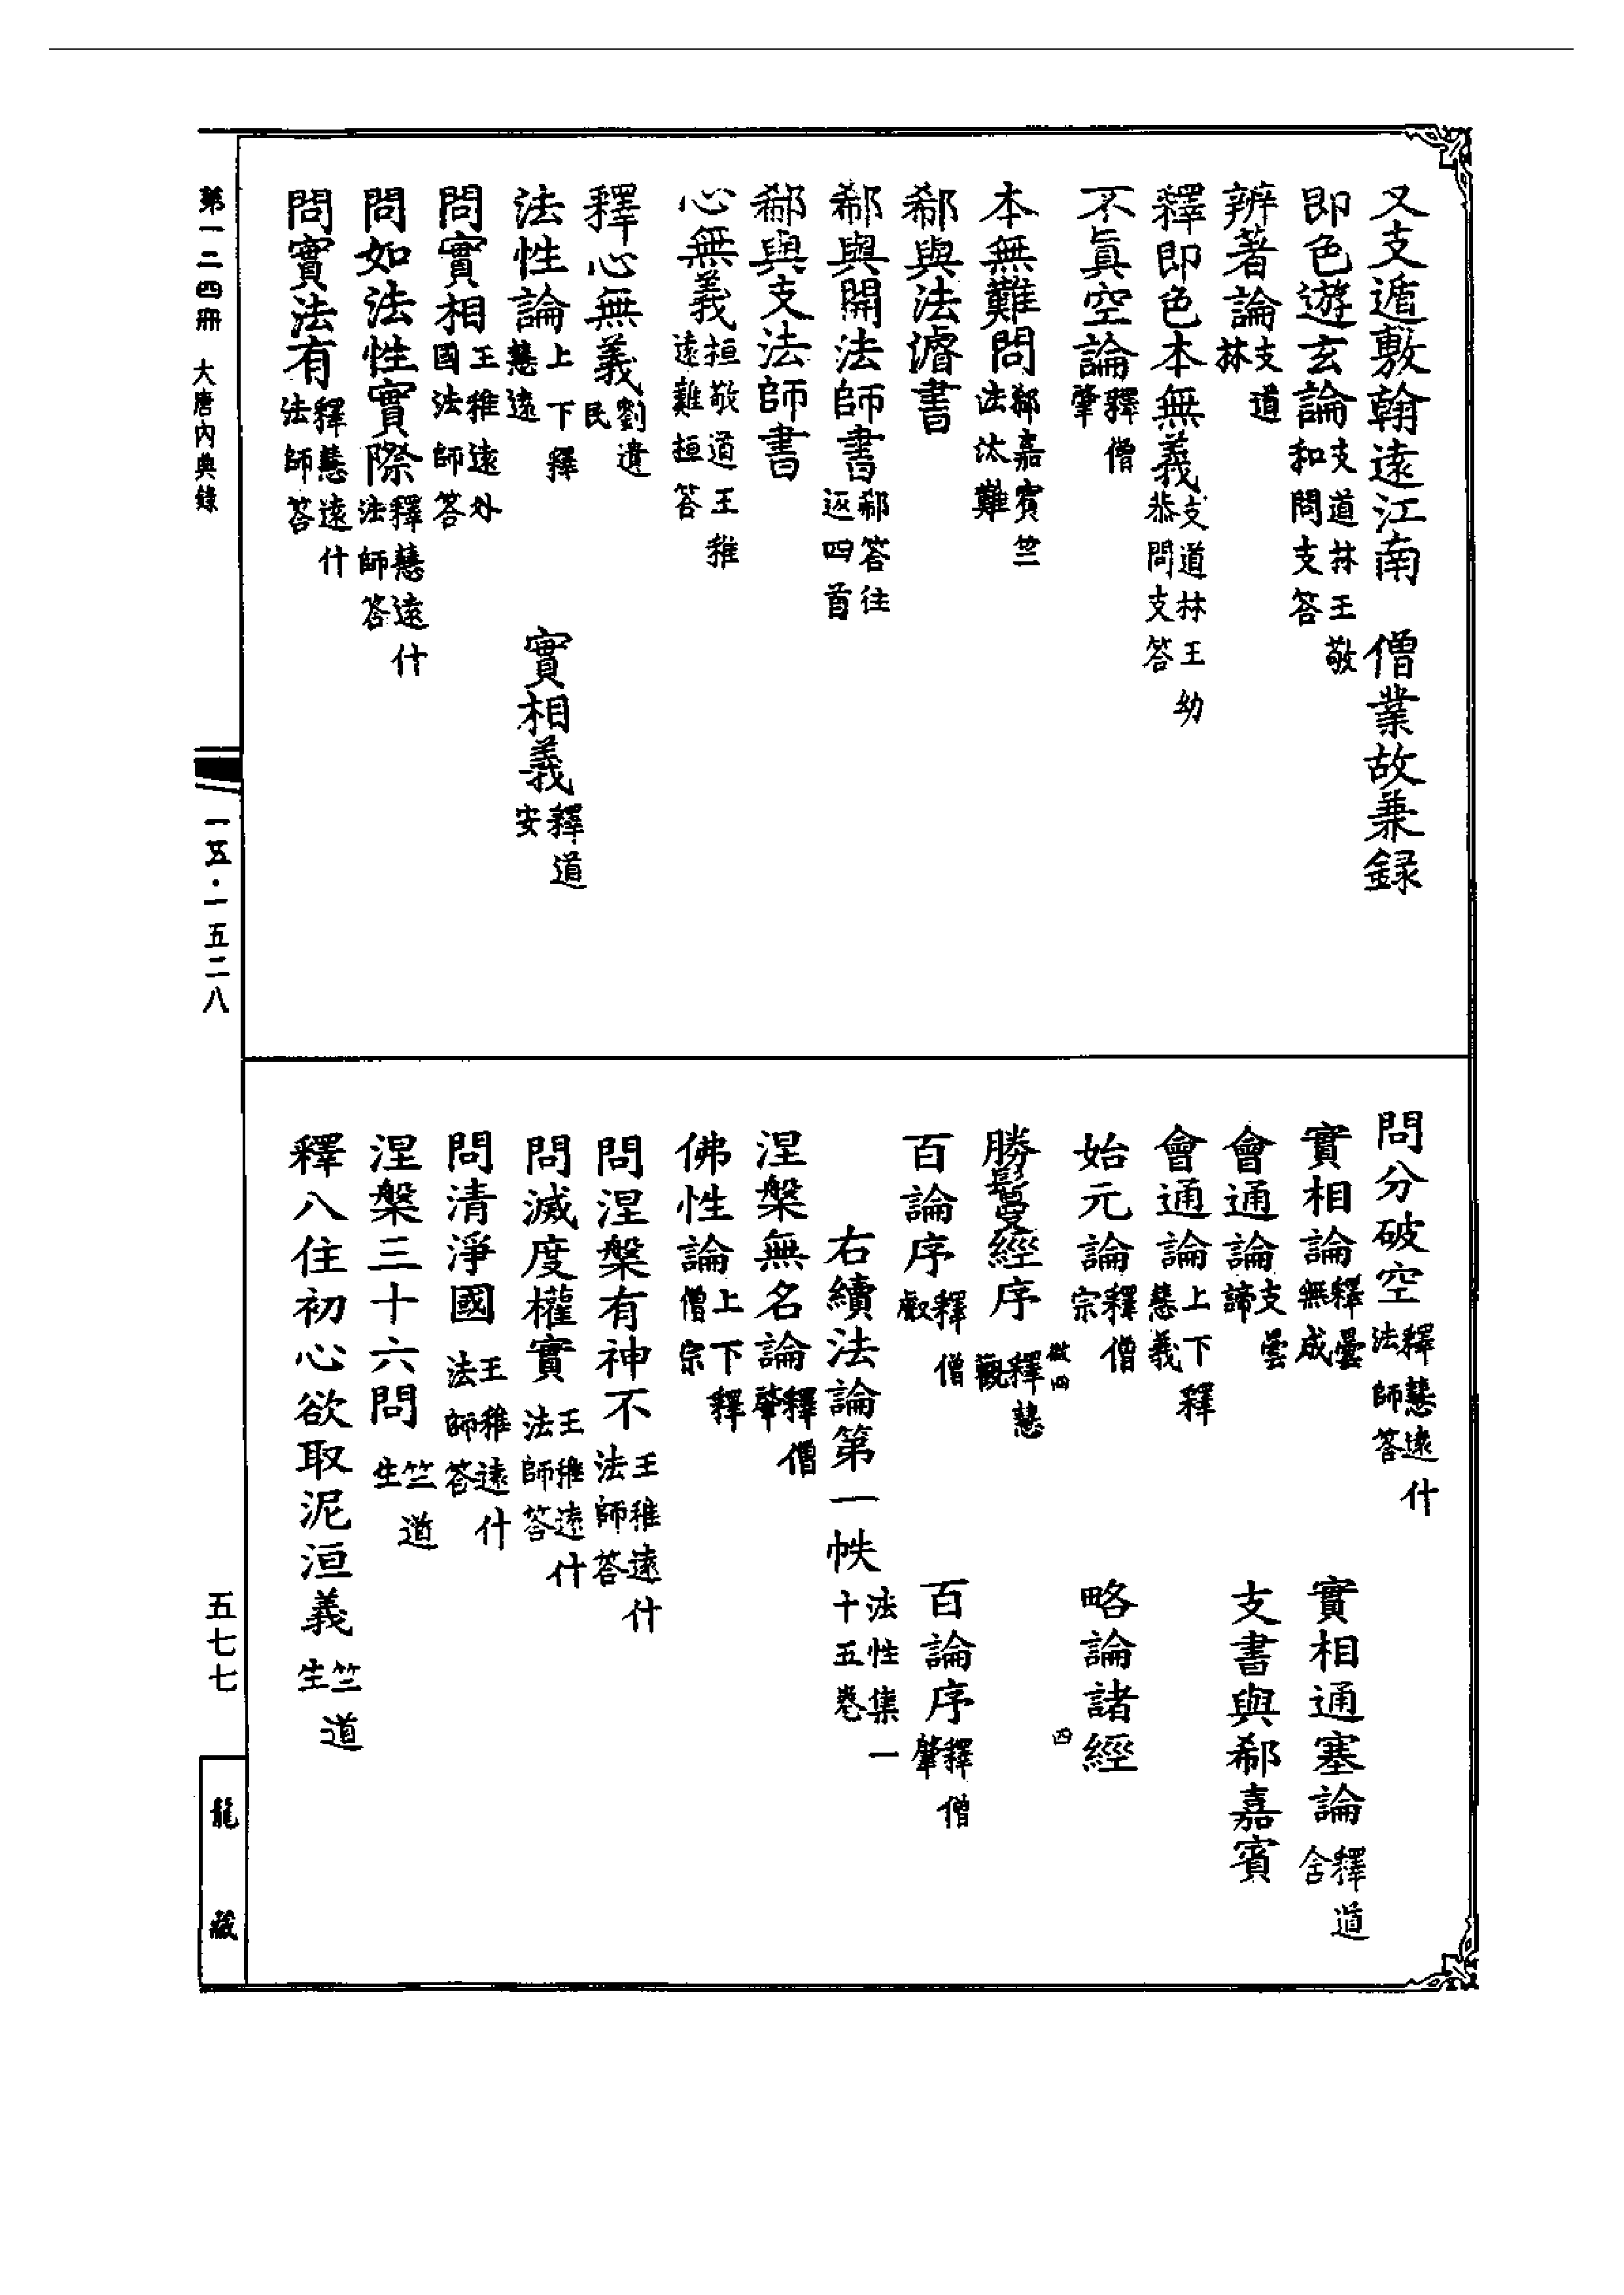 又支遁敷翰遠江南　僧業故兼録
即色遊玄論支道林王敬和問支答
辨著論支道林
釋即色本無義支道林王幼恭問支答
不眞空論釋僧肇
本無難問郗嘉賓竺法汰難
郗與法濬書
郗與開法師書郗答往返四首
郗與支法師書
心無義桓敬道王稚遠難桓答
釋心無義劉遺民
法性論上下釋慧遠　實相義釋道安
問實相王稚遠外國法師答
問如法性實際釋慧遠什法師答
問實法有釋慧遠什法師答
問分破空釋慧遠什法師答
實相論釋曇無成　實相通塞論釋道含
會通論支曇諦　支書與郗嘉賓
會通論上下釋慧義
始元論釋僧宗　略論諸經
四
勝鬘經序釋慧觀
百論序釋僧叡　百論序釋僧肇
右續法論第一帙法性集一十五卷
涅槃無名論釋僧肇
佛性論上下釋僧宗
問涅槃有神不王稚遠什法師答
問滅度權實王稚遠什法師答
問清淨國王稚遠什法師答
涅槃三十六問竺道生
釋八住初心欲取泥洹義竺道生
第一二四冊　大唐內典錄
一五五・一五二八
五七七
龍藏